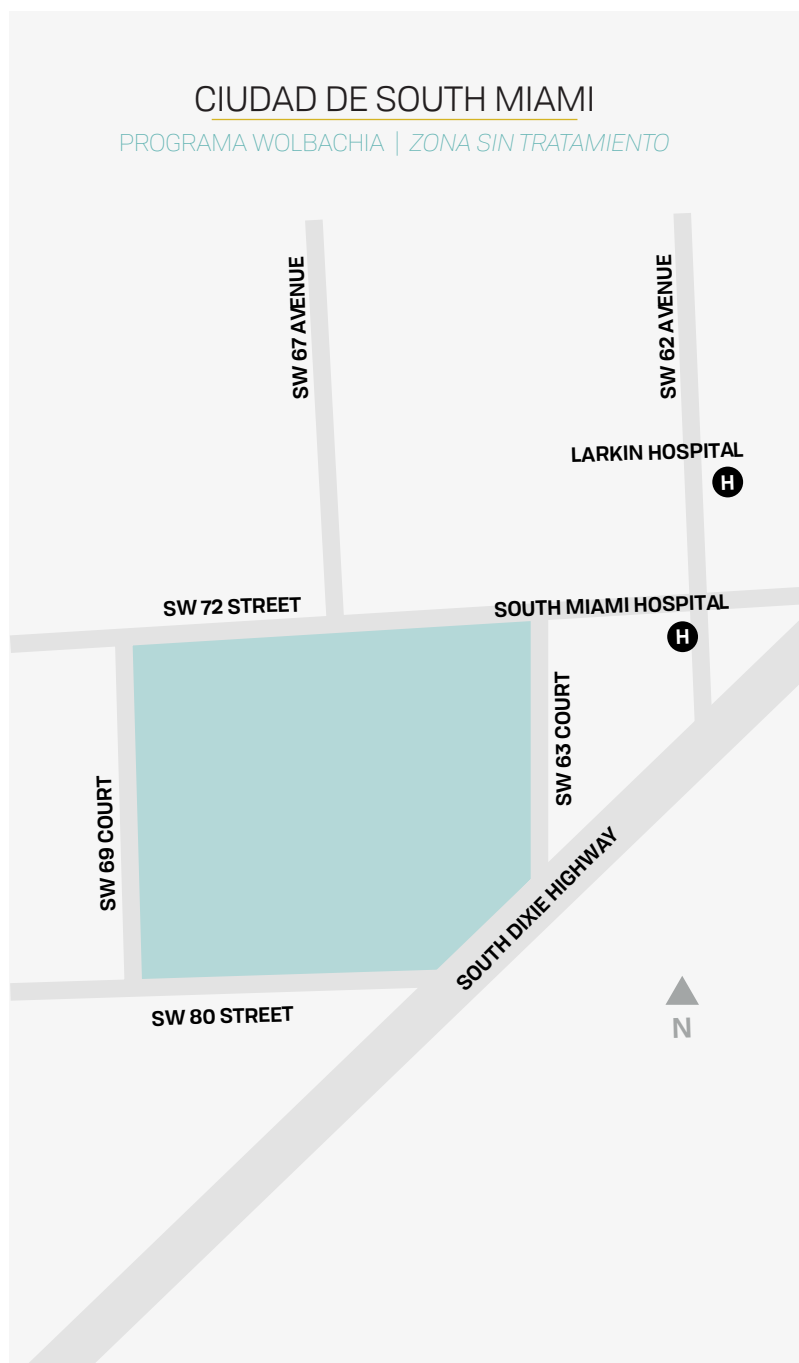 CIUDAD DE SOUTH MIAMI
PROGRAMA WOLBACHIA | ZONA SIN TRATAMIENTO
SW 67 AVENUE
SW 62 AVENUE
LARKIN HOSPITAL
H
SW 72 STREET
SOUTH MIAMI HOSPITAL
H
SW 63 COURT
SW 69 COURT
SOUTH DIXIE HIGHWAY
SW 80 STREET
N